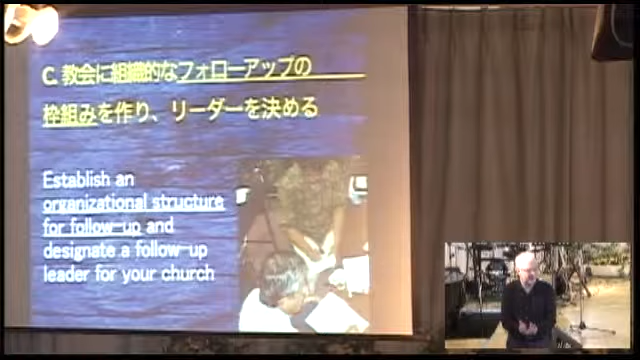 C. 教会に組織的なフォローアップの
枠組みを作り、リーダーを決める
Establish an
organizational structure
for follow-up and
designate a follow-up
leader for your church